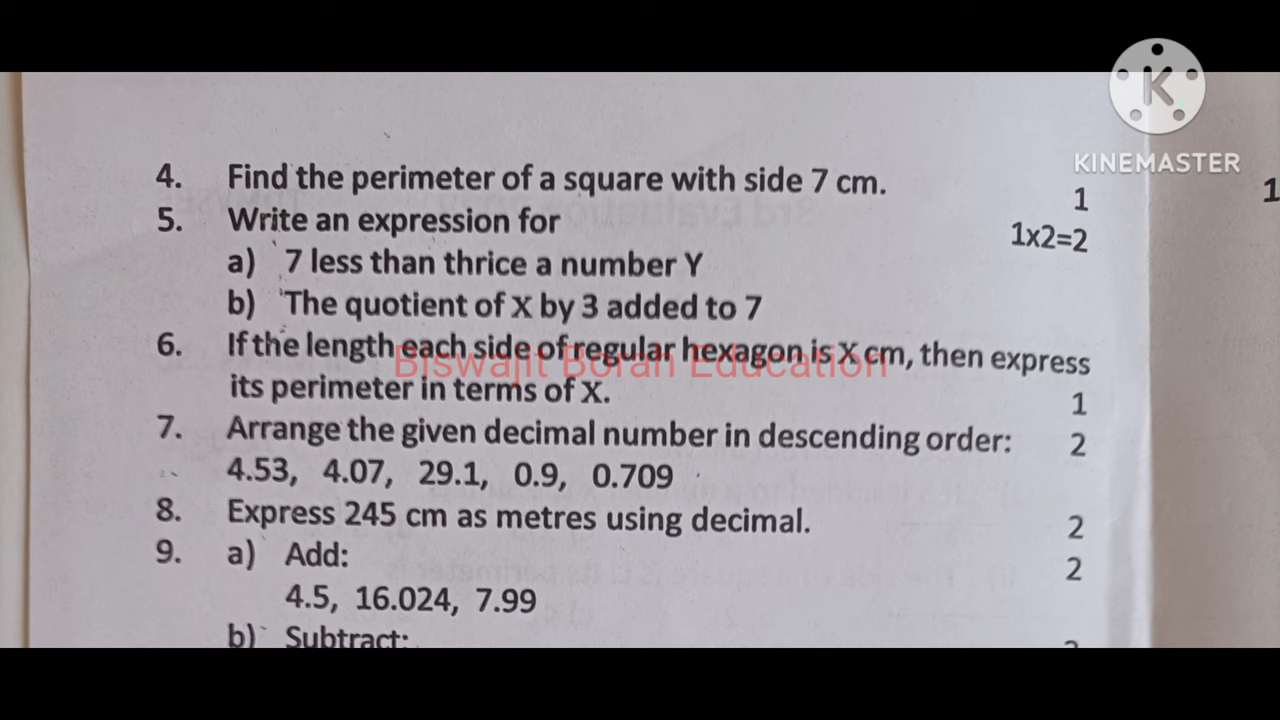 KINEMASTER
4. Find the perimeter of a square with side 7 cm. 1
5. Write an expression for 1x2=2
a) 7 less than thrice a number Y
b) The quotient of X by 3 added to 7
6. If the length each side of regular hexagon is X cm, then express
its perimeter in terms of X. 1
Biswajit Borah Education
7. Arrange the given decimal number in descending order: 2
4.53, 4.07, 29.1, 0.9, 0.709
8. Express 245 cm as metres using decimal. 2
9. a) Add: 2
4.5, 16.024, 7.99
b) Subtract:
1